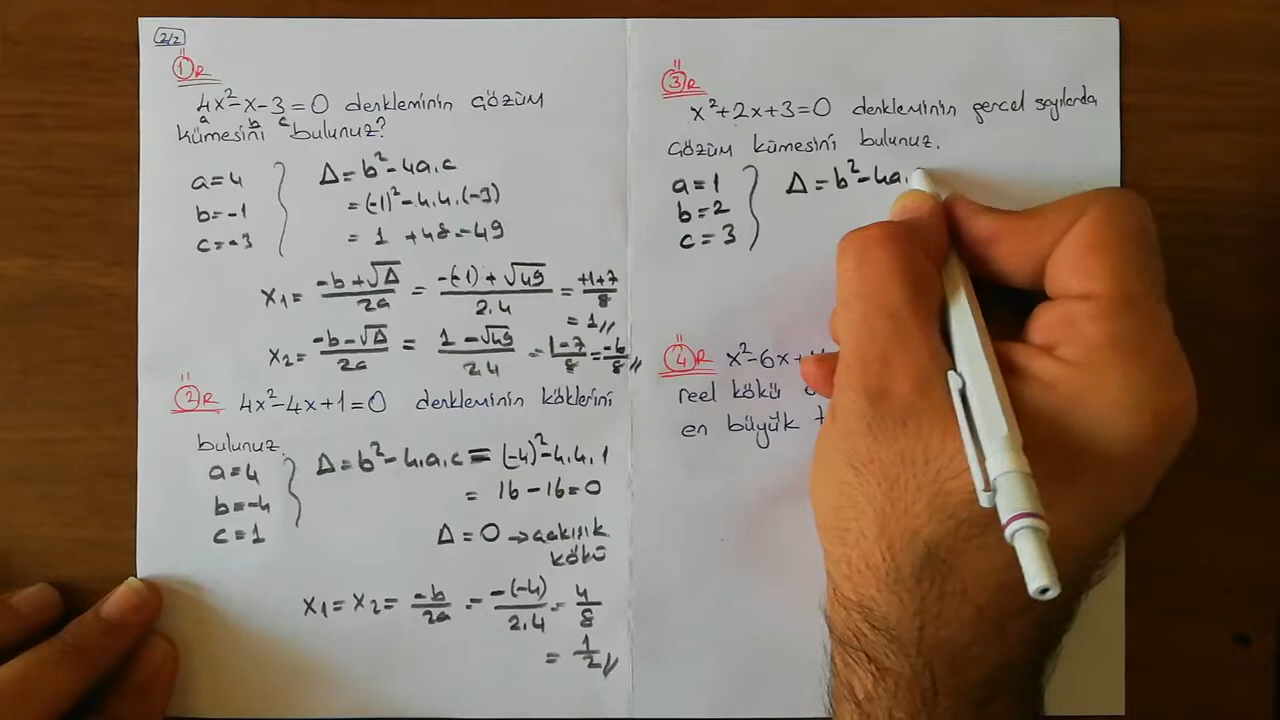 2/2
1 R
4x²-x-3=0 denkleminin çözüm
a b c
kümesini bulunuz?
a=4
b=-1
c=-3
Δ=b²-4a.c
=(-1)²-4.4.(-3)
= 1 +48=49
x₁= (-b+√Δ)/2a = (-(-1)+√49)/2.4 = (+1+7)/8
= 1//
x₂= (-b-√Δ)/2a = (1-√49)/2.4 = (1-7)/8 = -6/8 //
2 R 4x²-4x+1=0 denkleminin köklerini
bulunuz.
a=4
b=-4
c=1
Δ=b²-4.a.c = (-4)²-4.4.1
= 16-16=0
Δ=0 → çakışık
kökü
x₁=x₂= -b/2a = -(-4)/2.4 = 4/8
= 1/2 //
3 R
x²+2x+3=0 denkleminin gerçel sayılarda
çözüm kümesini bulunuz.
a=1
b=2
c=3
Δ=b²-4a.
4 R x²-6x+
reel kökü
en büyük